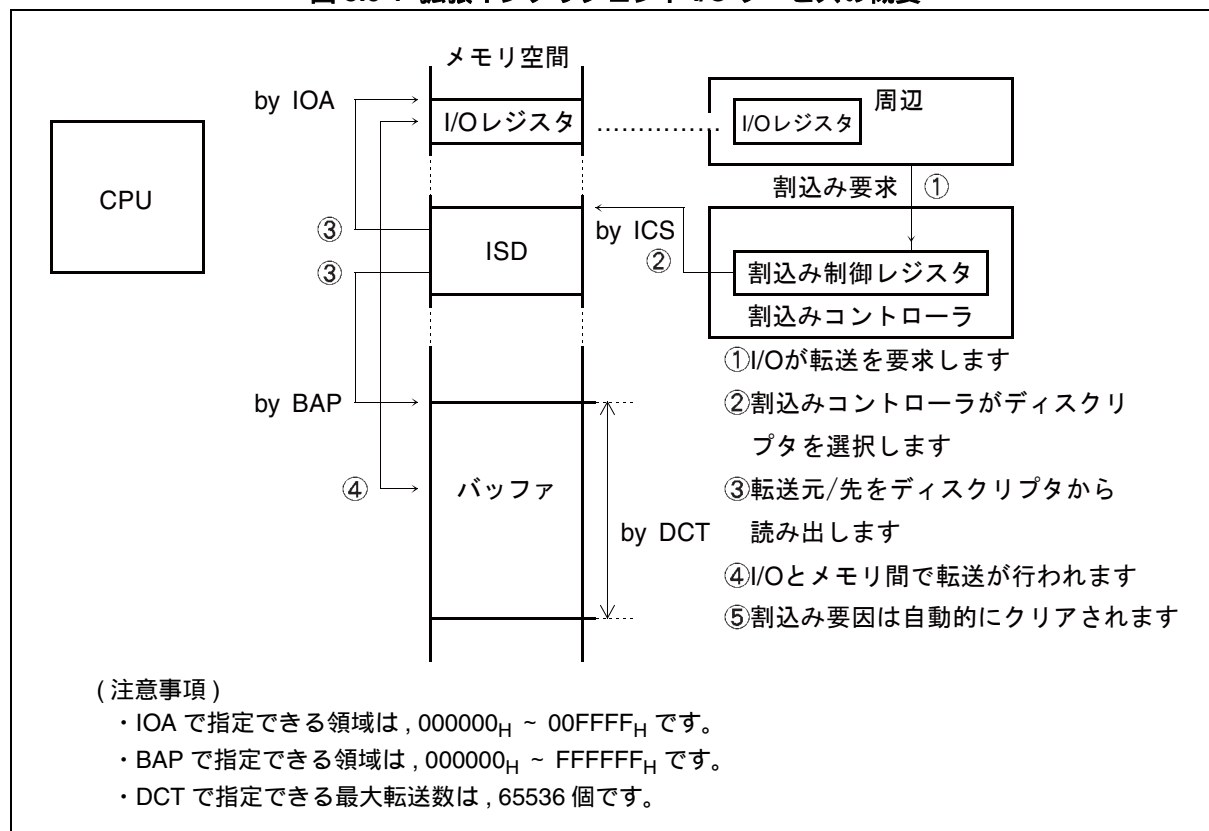 メモリ空間
by IOA
周辺
I/Oレジスタ
……………
I/Oレジスタ
CPU
割込み要求 ①
③
ISD
by ICS
②
③
割込み制御レジスタ
割込みコントローラ
①I/Oが転送を要求します
by BAP
②割込みコントローラがディスクリ
プタを選択します
④
バッファ
③転送元/先をディスクリプタから
by DCT
読み出します
④I/Oとメモリ間で転送が行われます
⑤割込み要因は自動的にクリアされます
( 注意事項 )
・IOA で指定できる領域は , 000000H ~ 00FFFFH です。
・BAP で指定できる領域は , 000000H ~ FFFFFFH です。
・DCT で指定できる最大転送数は , 65536 個です。